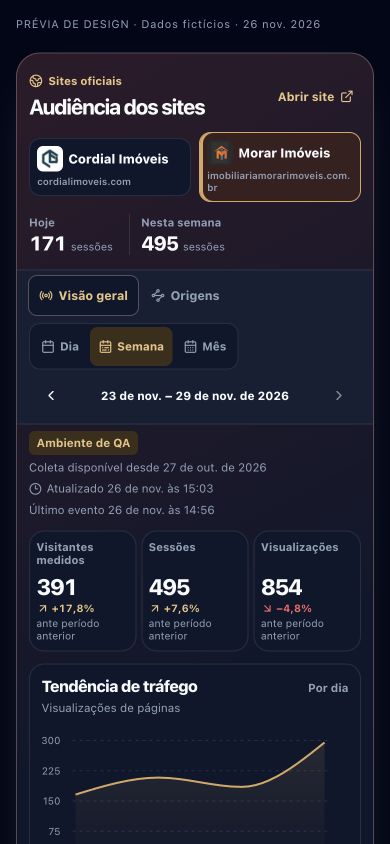 PRÉVIA DE DESIGN · Dados fictícios · 26 nov. 2026
Sites oficiais
Audiência dos sites
Abrir site
Cordial Imóveis
cordialimoveis.com
Morar Imóveis
imobiliariamorarimoveis.com.
br
Hoje
171 sessões
Nesta semana
495 sessões
Visão geral
Origens
Dia
Semana
Mês
23 de nov. – 29 de nov. de 2026
Ambiente de QA
Coleta disponível desde 27 de out. de 2026
Atualizado 26 de nov. às 15:03
Último evento 26 de nov. às 14:56
Visitantes
medidos
391
+17,8%
ante período
anterior
Sessões
495
+7,6%
ante período
anterior
Visualizações
854
−4,8%
ante período
anterior
Tendência de tráfego
Por dia
Visualizações de páginas
300
225
150
75